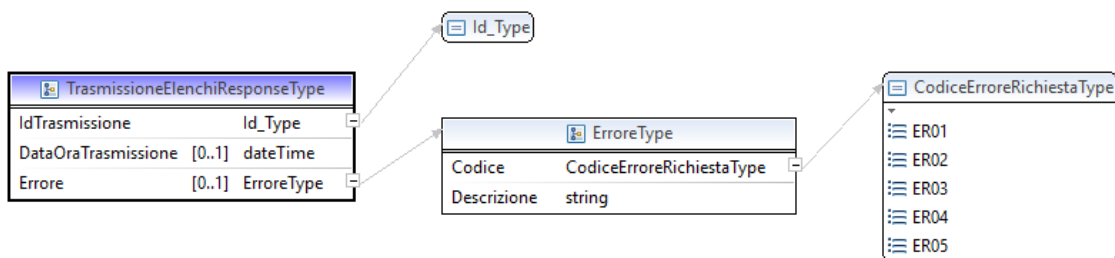 Id_Type
TrasmissioneElenchiResponseType
IdTrasmissione Id_Type
DataOraTrasmissione [0..1] dateTime
Errore [0..1] ErroreType
ErroreType
Codice CodiceErroreRichiestaType
Descrizione string
CodiceErroreRichiestaType
ER01
ER02
ER03
ER04
ER05